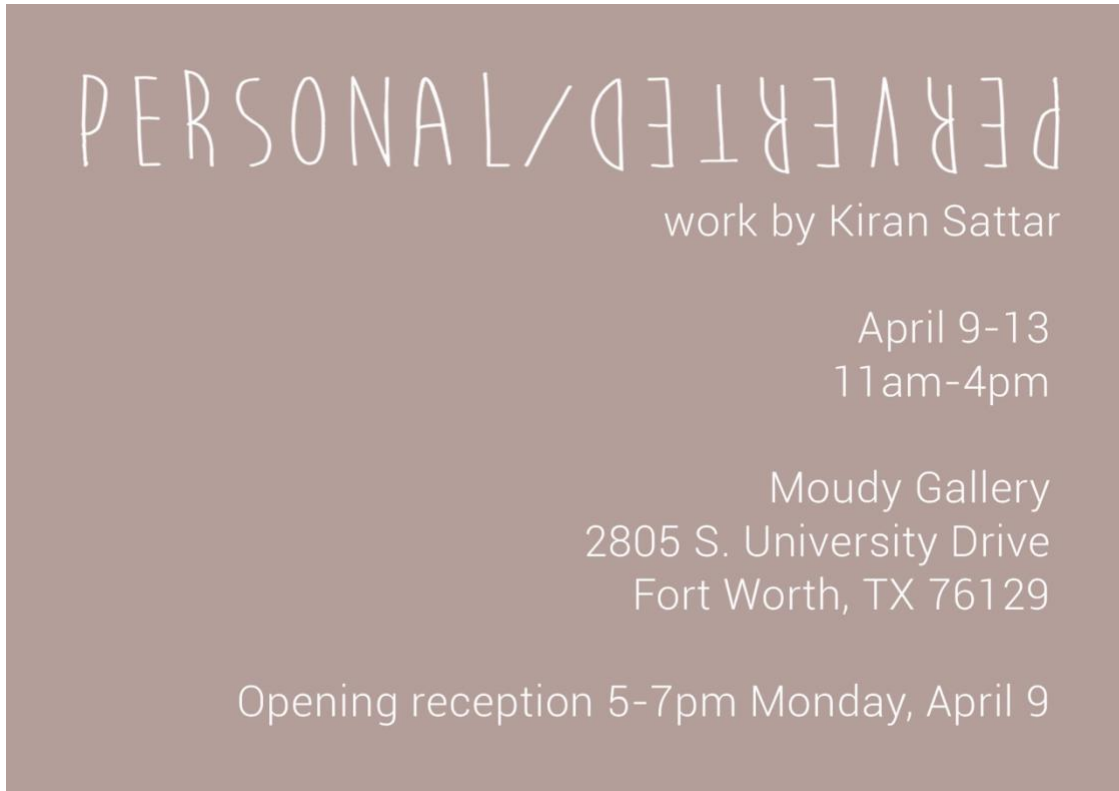 PERSONAL/PERVERTED
work by Kiran Sattar
April 9-13
11am-4pm
Moudy Gallery
2805 S. University Drive
Fort Worth, TX 76129
Opening reception 5-7pm Monday, April 9